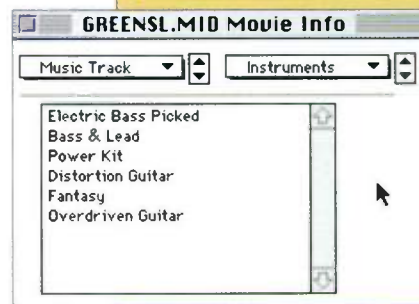 GREENSL.MID Movie Info
Music Track Instruments
Electric Bass Picked
Bass & Lead
Power Kit
Distortion Guitar
Fantasy
Overdriven Guitar